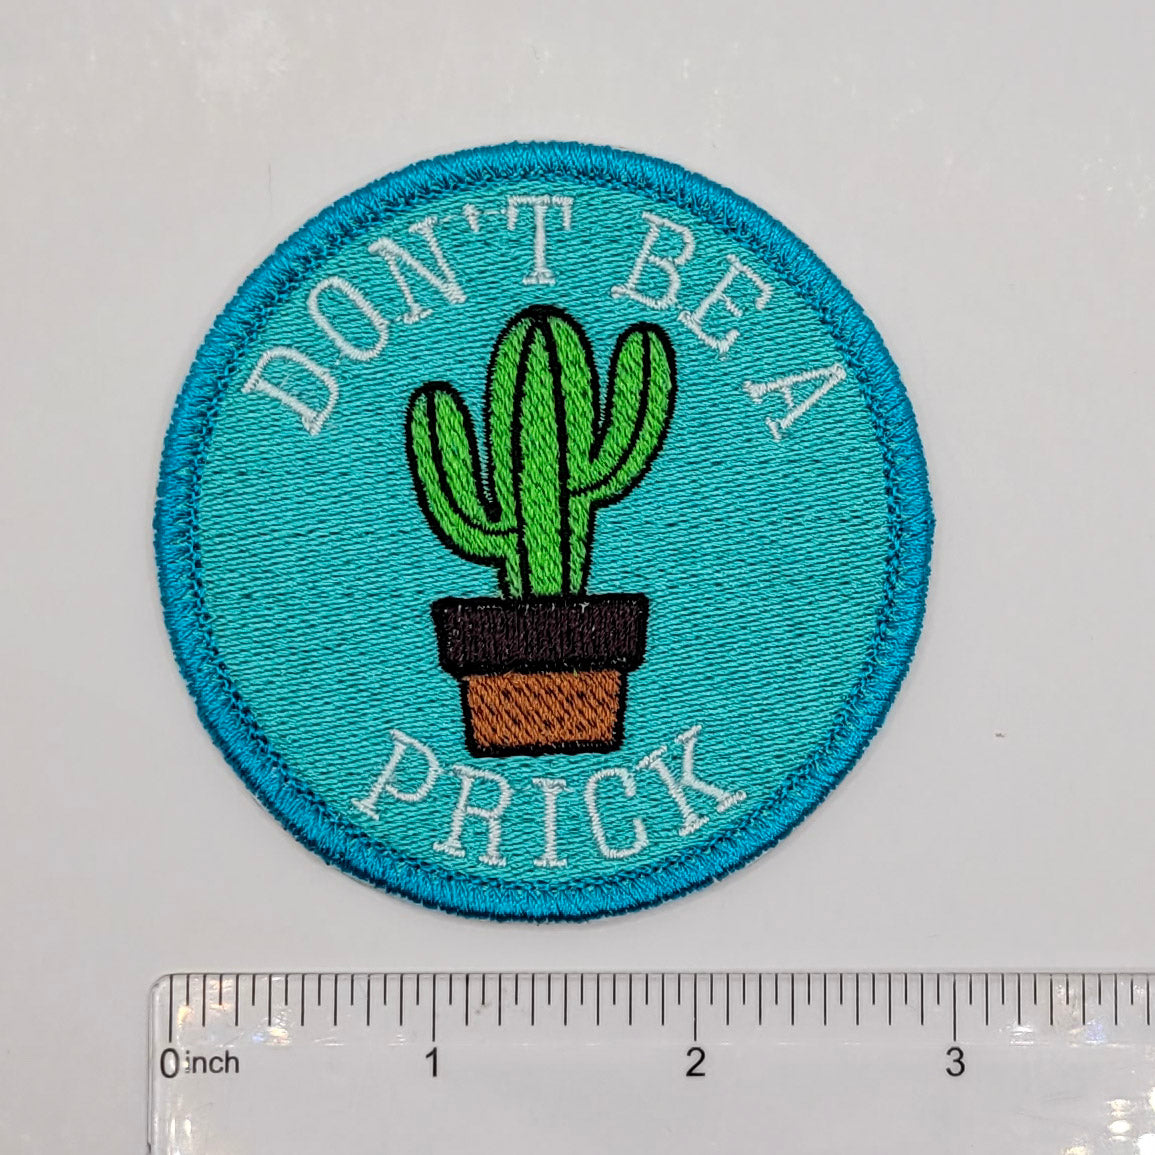 DON'T BE A
PRICK
0 inch 1 2 3